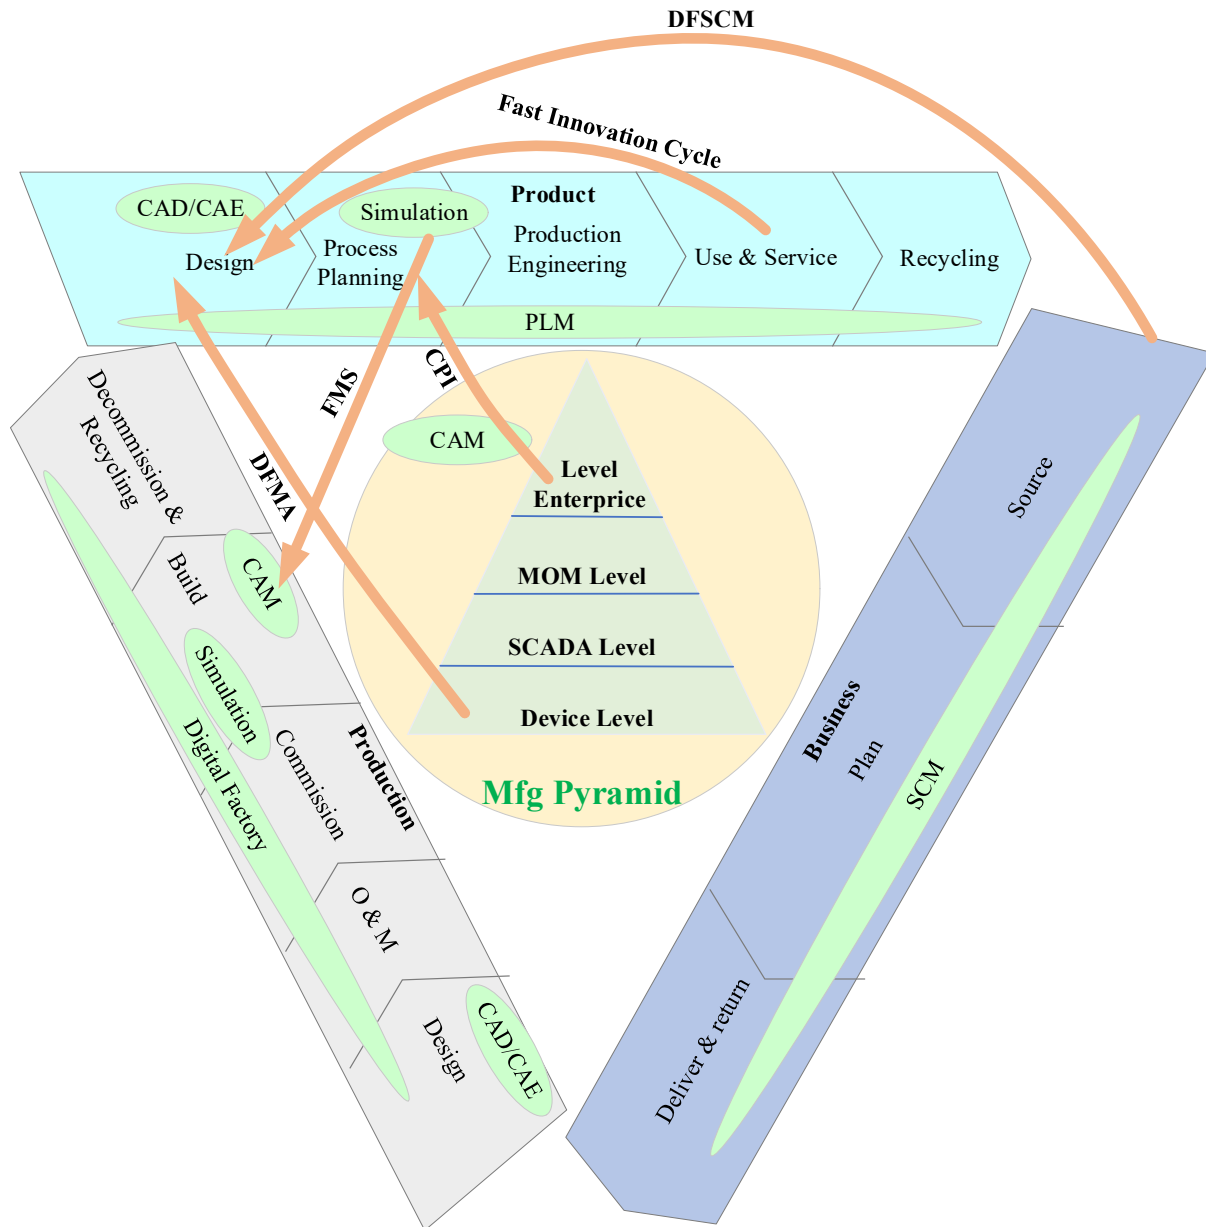 DFSCM
Fast Innovation Cycle
CAD/CAE
Design
Simulation
Process
Planning
Product
Production
Engineering
Use & Service
Recycling
PLM
Decommission &
Recycling
Build
CAM
Simulation
Digital Factory
Commission
Production
O & M
Design
CAD/CAE
DFMA
FMS
CPI
CAM
Level
Enterprice
MOM Level
SCADA Level
Device Level
Mfg Pyramid
Source
Business
Plan
SCM
Deliver & return